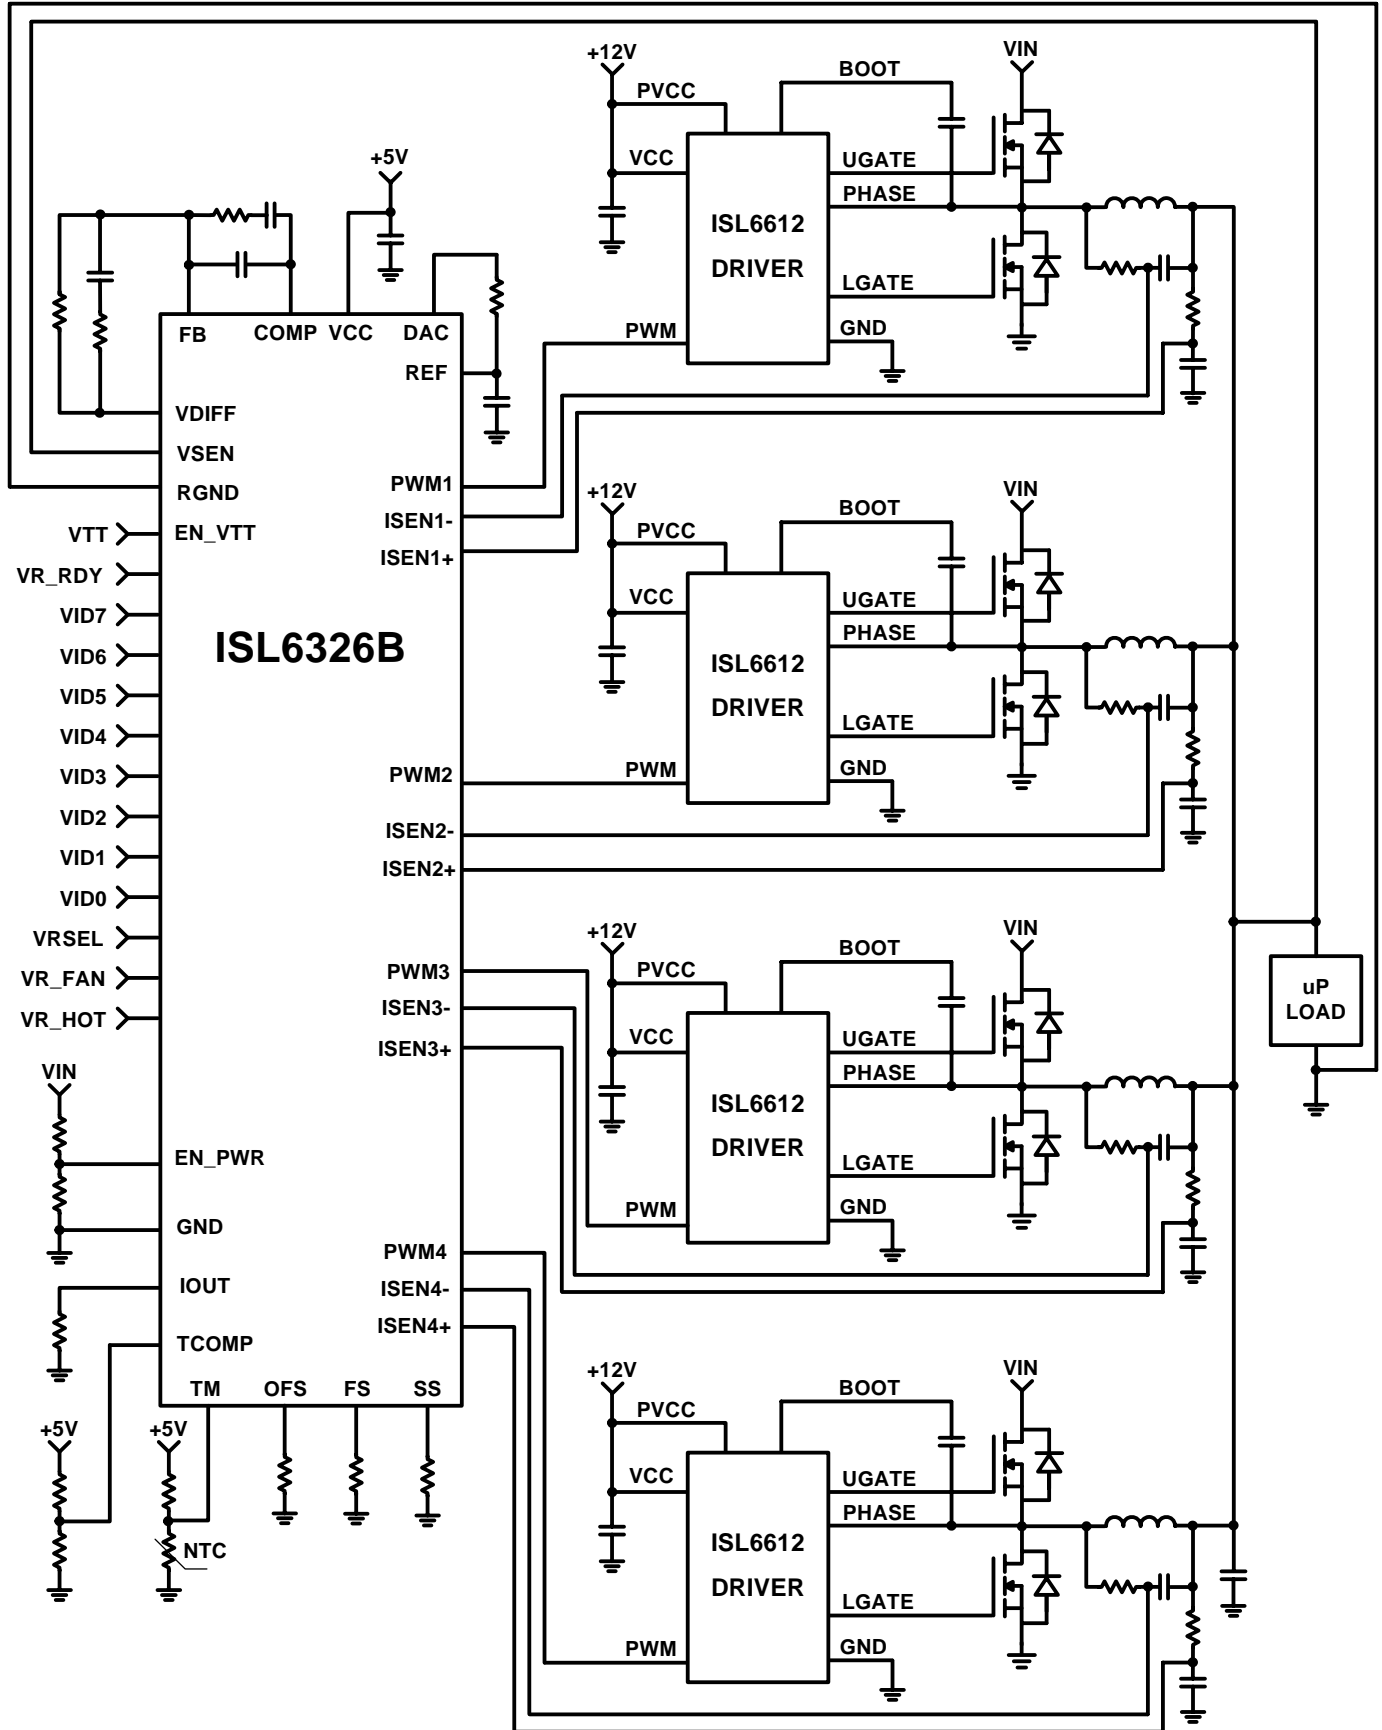 +12V
VIN
BOOT
PVCC
VCC
UGATE
PHASE
ISL6612
DRIVER
LGATE
PWM
GND
+5V
FB
COMP
VCC
DAC
REF
VDIFF
VSEN
RGND
EN_VTT
VTT
VR_RDY
VID7
VID6
VID5
VID4
VID3
VID2
VID1
VID0
VRSEL
VR_FAN
VR_HOT
VIN
EN_PWR
GND
IOUT
TCOMP
TM
OFS
FS
SS
+5V
+5V
NTC
ISL6326B
PWM1
ISEN1-
ISEN1+
PWM2
ISEN2-
ISEN2+
PWM3
ISEN3-
ISEN3+
PWM4
ISEN4-
ISEN4+
+12V
VIN
BOOT
PVCC
VCC
UGATE
PHASE
ISL6612
DRIVER
LGATE
PWM
GND
+12V
VIN
BOOT
PVCC
VCC
UGATE
PHASE
ISL6612
DRIVER
LGATE
PWM
GND
uP
LOAD
+12V
VIN
BOOT
PVCC
VCC
UGATE
PHASE
ISL6612
DRIVER
LGATE
PWM
GND